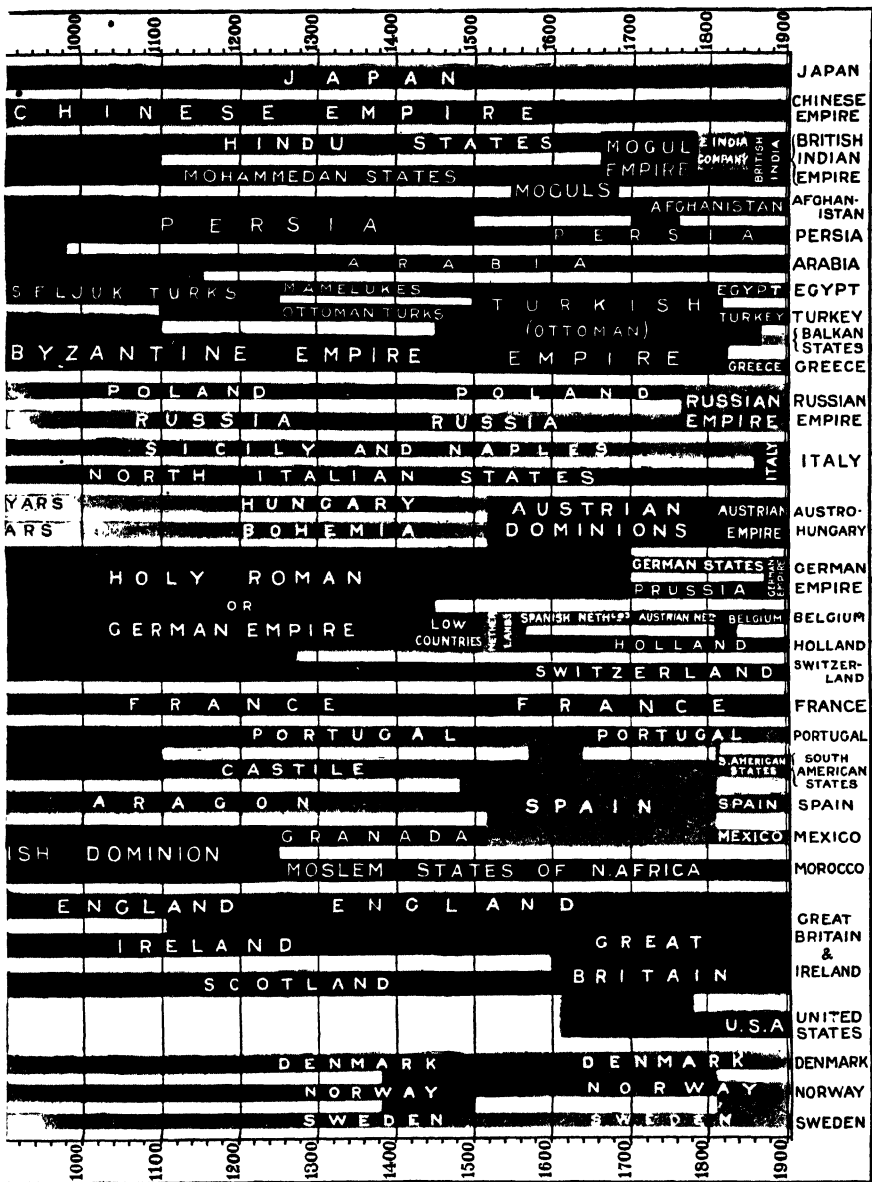 1000 1100 1200 1300 1400 1500 1600 1700 1800 1900
JAPAN JAPAN
CHINESE EMPIRE CHINESE
EMPIRE
HINDU STATES MOGUL E INDIA BRITISH BRITISH
EMPIRE COMPANY INDIA INDIAN
MOHAMMEDAN STATES EMPIRE
MOGULS
AFGHANISTAN AFGHAN-
ISTAN
PERSIA PERSIA PERSIA
ARABIA ARABIA
SELJUK TURKS MAMELUKES TURKISH EGYPT EGYPT
OTTOMAN TURKS (OTTOMAN) TURKEY TURKEY
BALKAN
STATES
BYZANTINE EMPIRE EMPIRE GREECE GREECE
POLAND POLAND RUSSIAN RUSSIAN
RUSSIA RUSSIA EMPIRE EMPIRE
SICILY AND NAPLES ITALY ITALY
NORTH ITALIAN STATES
YARS HUNGARY AUSTRIAN AUSTRIAN AUSTRO-
ARS BOHEMIA DOMINIONS EMPIRE HUNGARY
HOLY ROMAN GERMAN STATES GERMAN EMPIRE GERMAN
PRUSSIA EMPIRE
OR
GERMAN EMPIRE LOW NETHER SPANISH NETHLDS AUSTRIAN NED BELGIUM BELGIUM
COUNTRIES LANDS HOLLAND HOLLAND
SWITZERLAND SWITZER-
LAND
FRANCE FRANCE FRANCE
PORTUGAL PORTUGAL PORTUGAL
CASTILE S. AMERICAN SOUTH
STATES AMERICAN
STATES
ARAGON SPAIN SPAIN SPAIN
GRANADA MEXICO MEXICO
ISH DOMINION
MOSLEM STATES OF N. AFRICA MOROCCO
ENGLAND ENGLAND GREAT
IRELAND GREAT BRITAIN
&
SCOTLAND BRITAIN IRELAND
U.S.A UNITED
STATES
DENMARK DENMARK DENMARK
NORWAY NORWAY NORWAY
SWEDEN SWEDEN SWEDEN
1000 1100 1200 1300 1400 1500 1600 1700 1800 1900